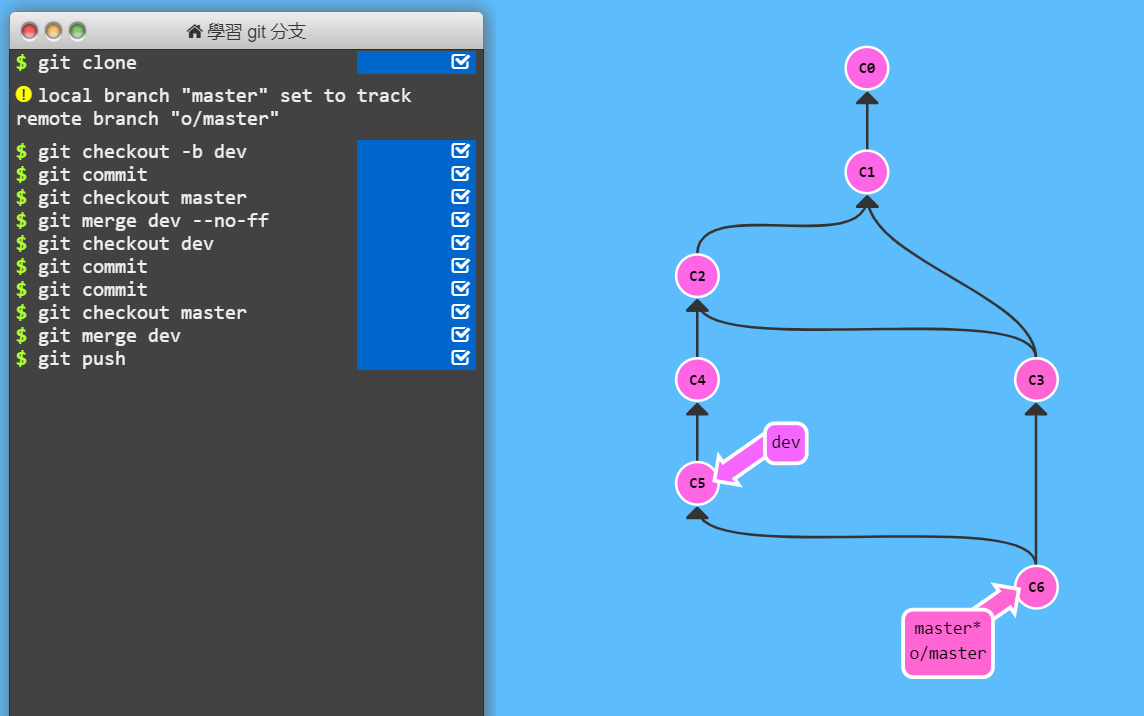 學習 git 分支
$ git clone
local branch "master" set to track
remote branch "o/master"
$ git checkout -b dev
$ git commit
$ git checkout master
$ git merge dev --no-ff
$ git checkout dev
$ git commit
$ git commit
$ git checkout master
$ git merge dev
$ git push
C0
C1
C2
C4
C3
dev
C5
C6
master*
o/master